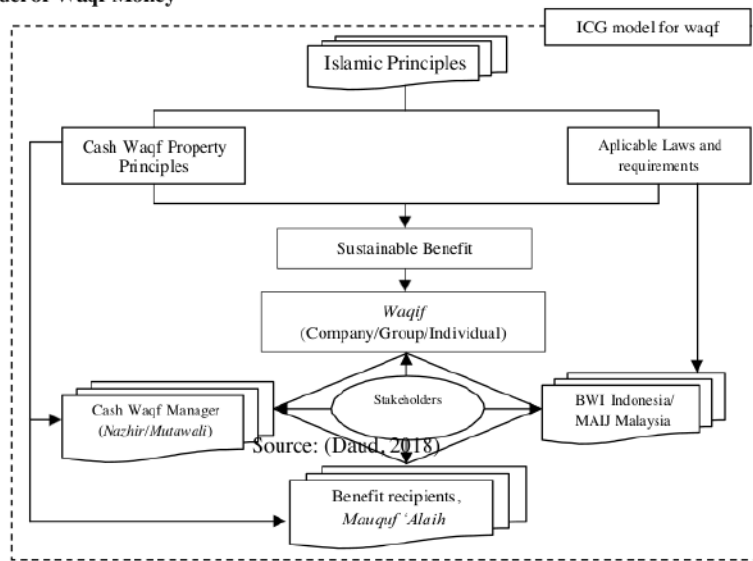 del of Waqf Money
ICG model for waqf
Islamic Principles
Cash Waqf Property
Principles
Aplicable Laws and
requirements
Sustainable Benefit
Waqif
(Company/Group/Individual)
Stakeholders
Cash Waqf Manager
(Nazhir/Mutawali)
BWI Indonesia/
MAIJ Malaysia
Source: (Daud, 2018)
Benefit recipients,
Mauquf ‘Alaih